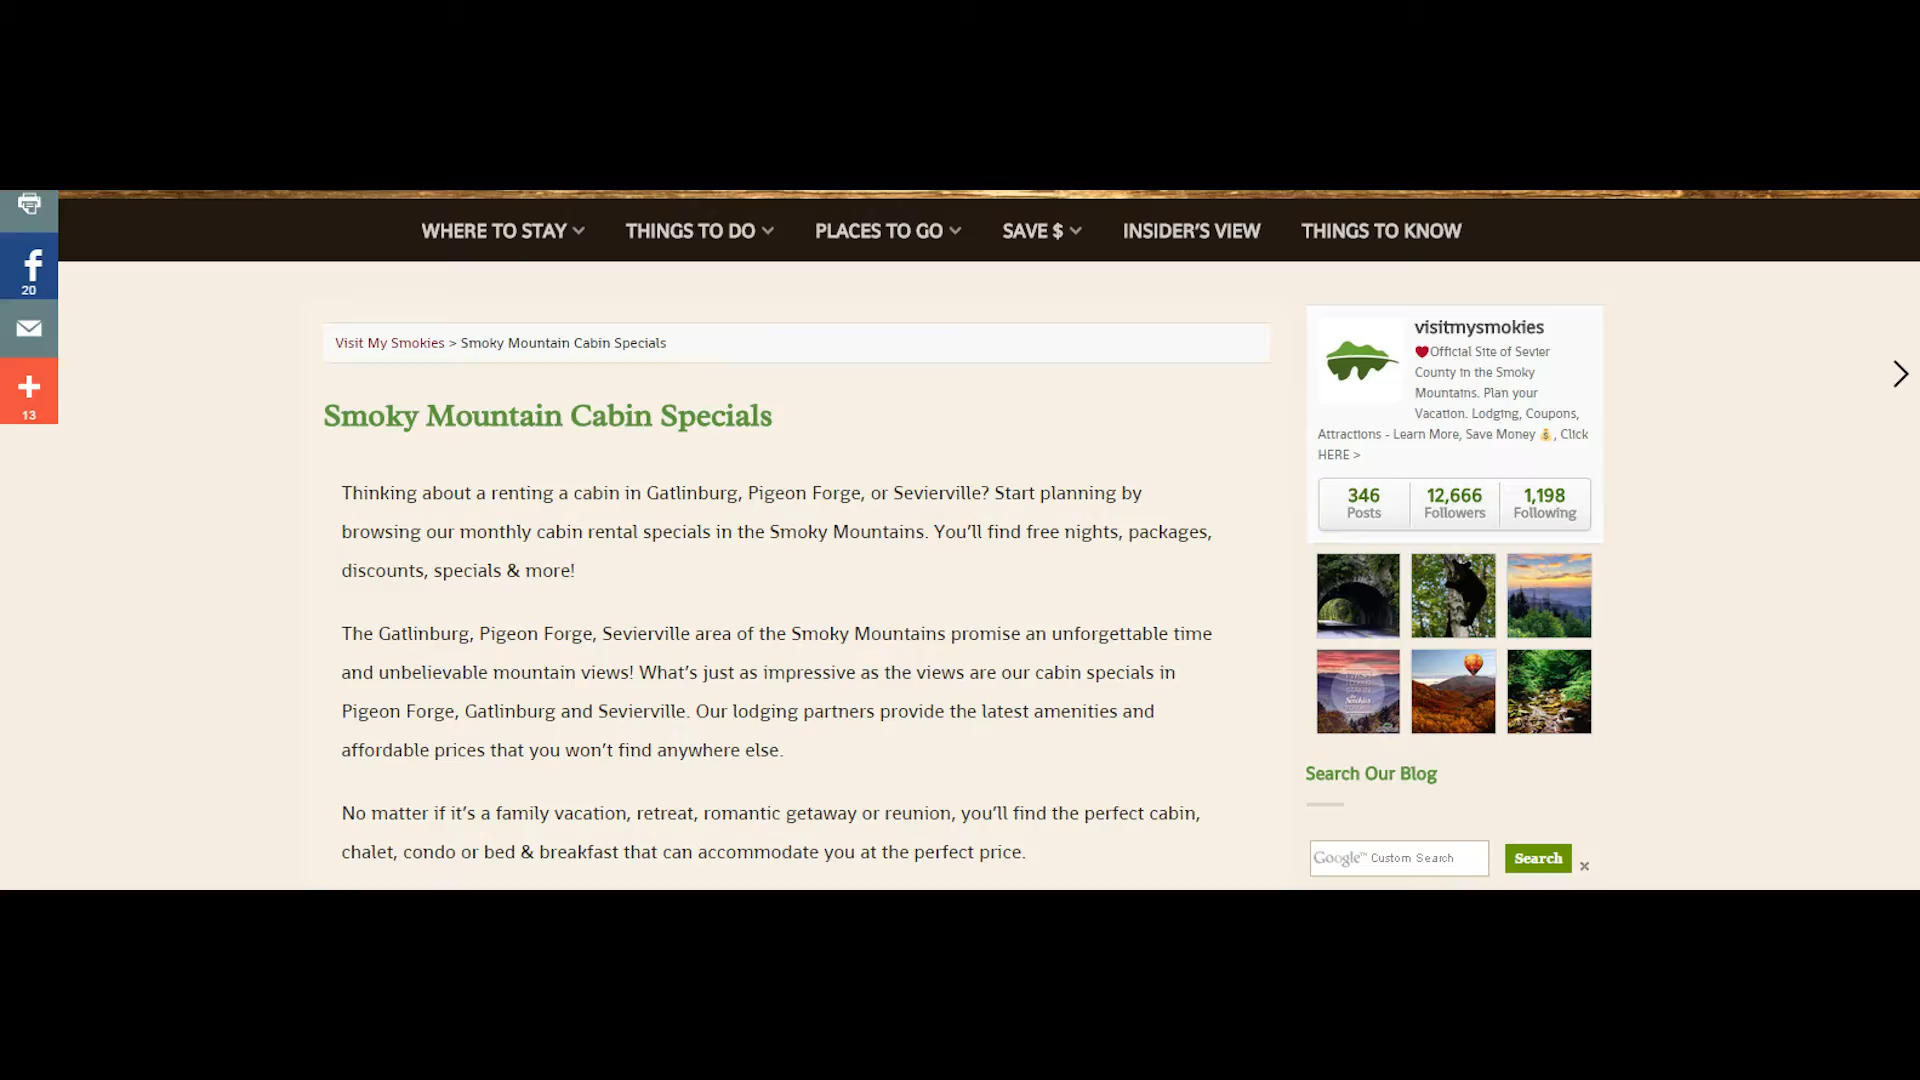 WHERE TO STAY
THINGS TO DO
PLACES TO GO
SAVE $
INSIDER'S VIEW
THINGS TO KNOW
20
13
Visit My Smokies > Smoky Mountain Cabin Specials
Smoky Mountain Cabin Specials
Thinking about a renting a cabin in Gatlinburg, Pigeon Forge, or Sevierville? Start planning by
browsing our monthly cabin rental specials in the Smoky Mountains. You'll find free nights, packages,
discounts, specials & more!
The Gatlinburg, Pigeon Forge, Sevierville area of the Smoky Mountains promise an unforgettable time
and unbelievable mountain views! What's just as impressive as the views are our cabin specials in
Pigeon Forge, Gatlinburg and Sevierville. Our lodging partners provide the latest amenities and
affordable prices that you won't find anywhere else.
No matter if it's a family vacation, retreat, romantic getaway or reunion, you'll find the perfect cabin,
chalet, condo or bed & breakfast that can accommodate you at the perfect price.
visitmysmokies
Official Site of Sevier
County in the Smoky
Mountains. Plan your
Vacation. Lodging, Coupons,
Attractions - Learn More, Save Money 💰, Click
HERE >
346 12,666 1,198
Posts Followers Following
Search Our Blog
Google™ Custom Search
Search